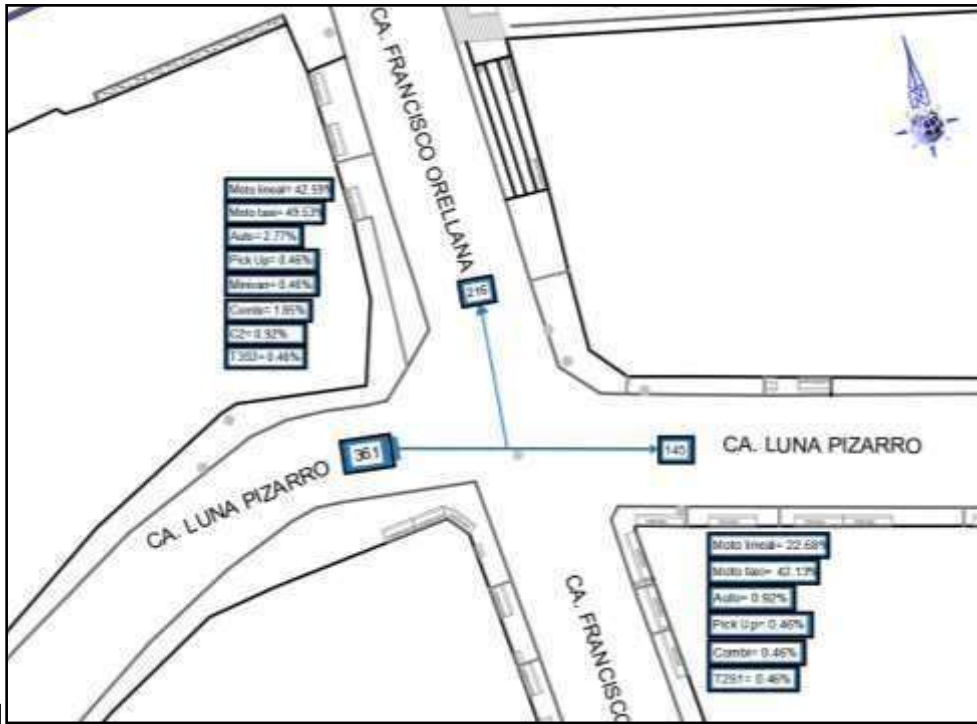 CA. FRANCISCO ORELLANA
Moto lineal= 42.59%
Moto taxi= 49.53%
Auto= 2.77%
Pick Up= 0.46%
Minivan= 0.46%
Combi= 1.85%
C2= 0.92%
T3S3= 0.46%
216
361
145
CA. LUNA PIZARRO
CA. LUNA PIZARRO
CA. FRANCISCO
Moto lineal= 22.68%
Moto taxi= 42.13%
Auto= 0.92%
Pick Up= 0.46%
Combi= 0.46%
T2S1= 0.46%